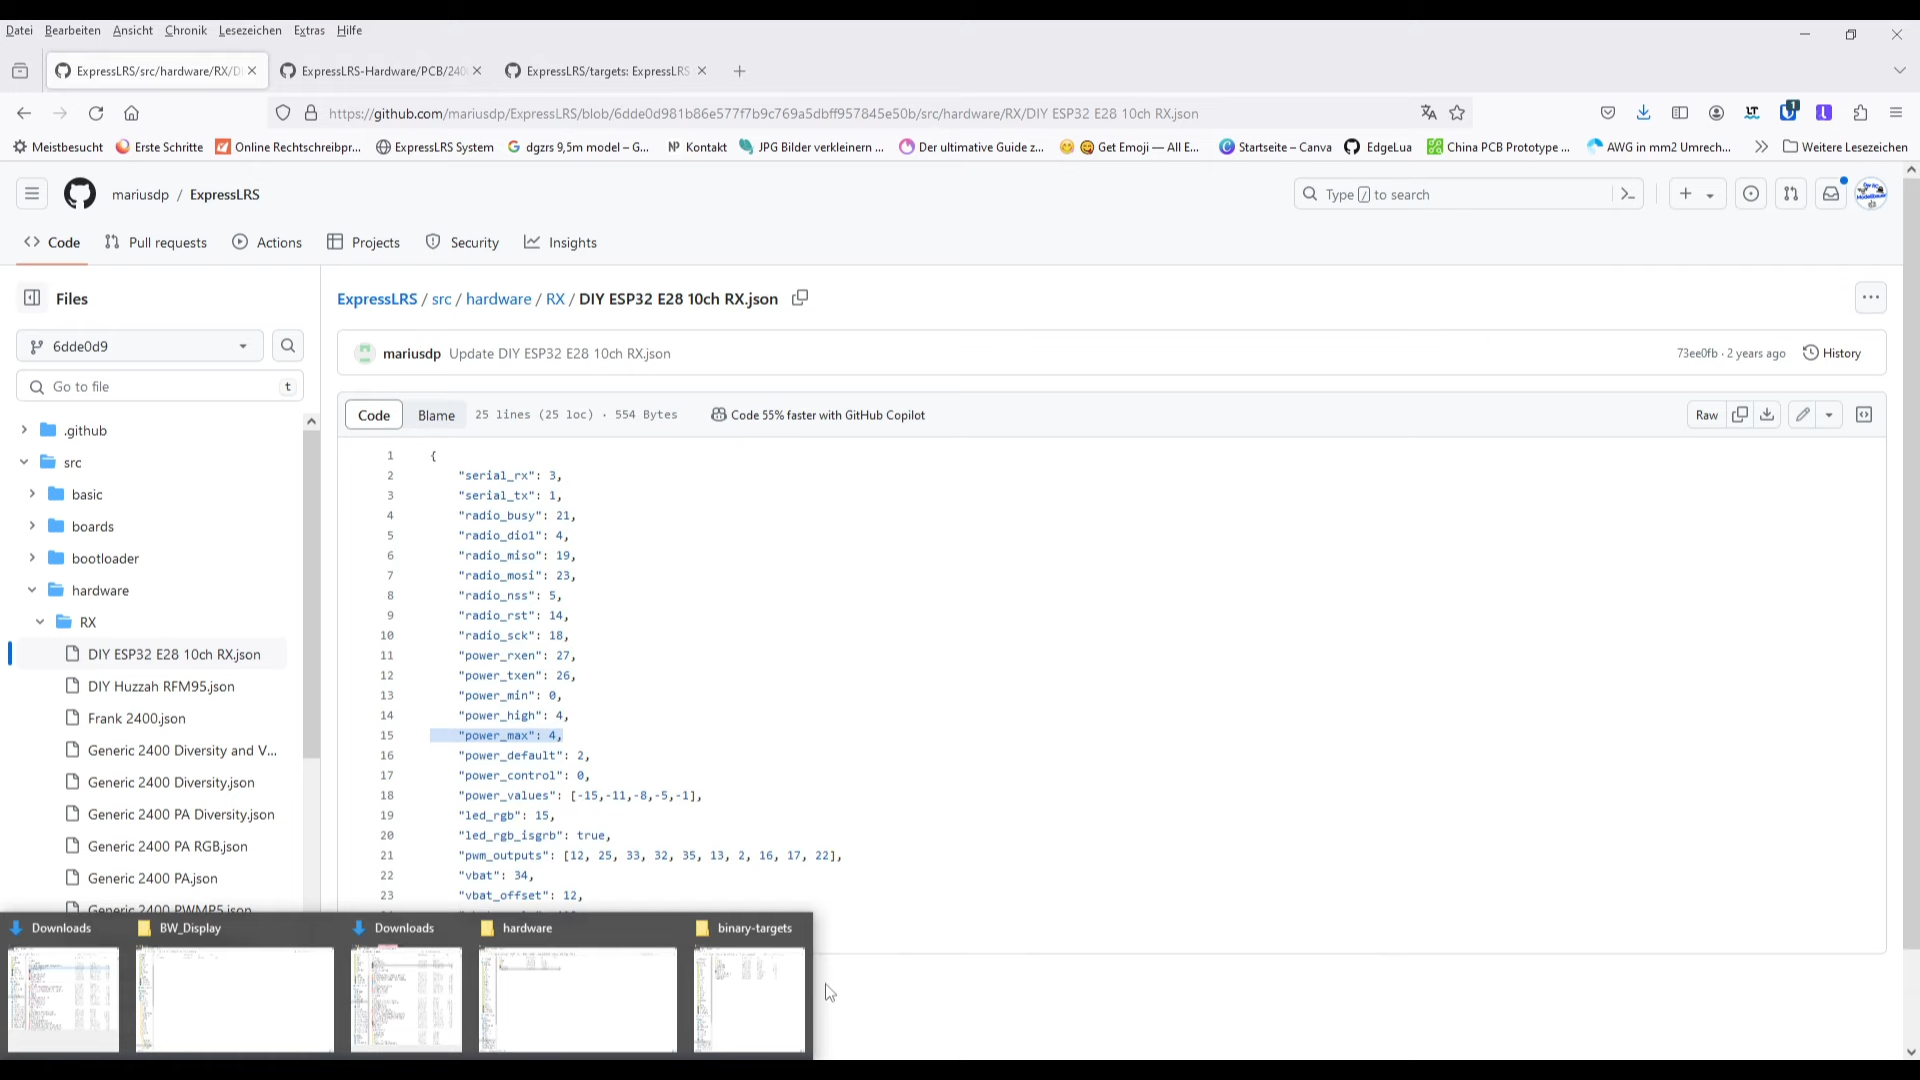 Datei Bearbeiten Ansicht Chronik Lesezeichen Extras Hilfe
ExpressLRS/src/hardware/RX/D
ExpressLRS-Hardware/PCB/240
ExpressLRS/targets: ExpressLRS
https://github.com/mariusdp/ExpressLRS/blob/6dde0d981b86e577f7b9c769a5dbff957845e50b/src/hardware/RX/DIY ESP32 E28 10ch RX.json
1
Meistbesucht Erste Schritte Online Rechtschreibpr... ExpressLRS System dgzrs 9,5m model – G... Kontakt JPG Bilder verkleinern ... Der ultimative Guide z... Get Emoji — All E... Startseite – Canva EdgeLua China PCB Prototype ... AWG in mm2 Umrech... Weitere Lesezeichen
mariusdp / ExpressLRS
Type / to search
Code Pull requests Actions Projects Security Insights
Files
ExpressLRS / src / hardware / RX / DIY ESP32 E28 10ch RX.json
6dde0d9
mariusdp Update DIY ESP32 E28 10ch RX.json
73ee0fb · 2 years ago History
Go to file t
Code Blame 25 lines (25 loc) · 554 Bytes Code 55% faster with GitHub Copilot Raw
.github
src
basic
boards
bootloader
hardware
RX
DIY ESP32 E28 10ch RX.json
DIY Huzzah RFM95.json
Frank 2400.json
Generic 2400 Diversity and V...
Generic 2400 Diversity.json
Generic 2400 PA Diversity.json
Generic 2400 PA RGB.json
Generic 2400 PA.json
Generic 2400 PWMP5.json
1 {
2 "serial_rx": 3,
3 "serial_tx": 1,
4 "radio_busy": 21,
5 "radio_dio1": 4,
6 "radio_miso": 19,
7 "radio_mosi": 23,
8 "radio_nss": 5,
9 "radio_rst": 14,
10 "radio_sck": 18,
11 "power_rxen": 27,
12 "power_txen": 26,
13 "power_min": 0,
14 "power_high": 4,
15 "power_max": 4,
16 "power_default": 2,
17 "power_control": 0,
18 "power_values": [-15,-11,-8,-5,-1],
19 "led_rgb": 15,
20 "led_rgb_isgrb": true,
21 "pwm_outputs": [12, 25, 33, 32, 35, 13, 2, 16, 17, 22],
22 "vbat": 34,
23 "vbat_offset": 12,
Downloads BW_Display Downloads hardware binary-targets